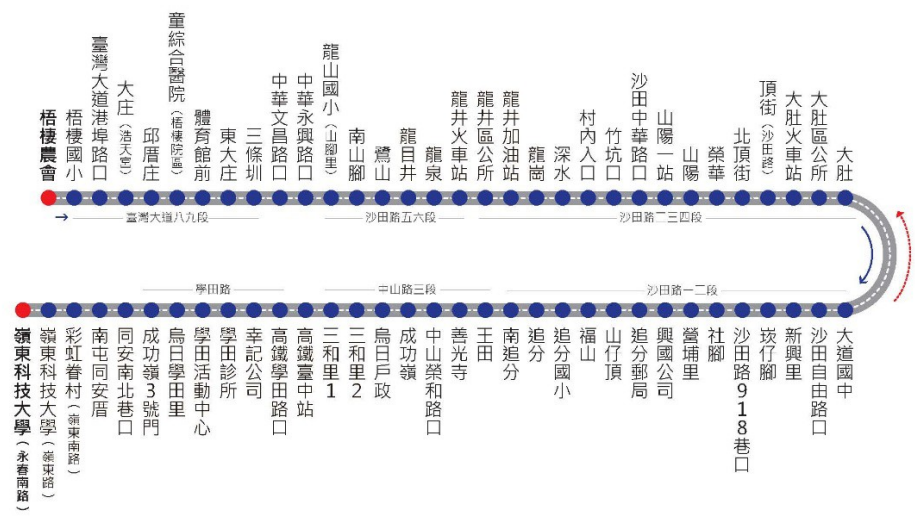 梧棲農會
梧棲國小
臺灣大道港埠路口
大庄（浩天宮）
邱厝庄
童綜合醫院（梧棲院區）
體育館前
東大庄
三條圳
中華文昌路口
中華永興路口
龍山國小（山腳里）
南山腳
鷺山
龍目井
龍泉
龍井火車站
龍井區公所
龍井加油站
龍崗
深水
村內入口
竹坑口
沙田中華路口
山陽一站
山陽
榮華
北頂街
頂街（沙田路）
大肚火車站
大肚區公所
大肚
→ 臺灣大道八九段
沙田路五六段
沙田路二三四段
學田路
中山路三段
沙田路一二段
嶺東科技大學（永春南路）
嶺東科技大學（嶺東路）
彩虹眷村（嶺東南路）
南屯同安厝
同安南北巷口
成功嶺3號門
烏日學田里
學田活動中心
學田診所
幸記公司
高鐵學田路口
高鐵臺中站
三和里1
三和里2
烏日戶政
成功嶺
中山榮和路口
善光寺
王田
南追分
追分
追分國小
福山
山仔頂
追分郵局
興國公司
營埔里
社腳
沙田路918巷口
崁仔腳
新興里
沙田自由路口
大道國中